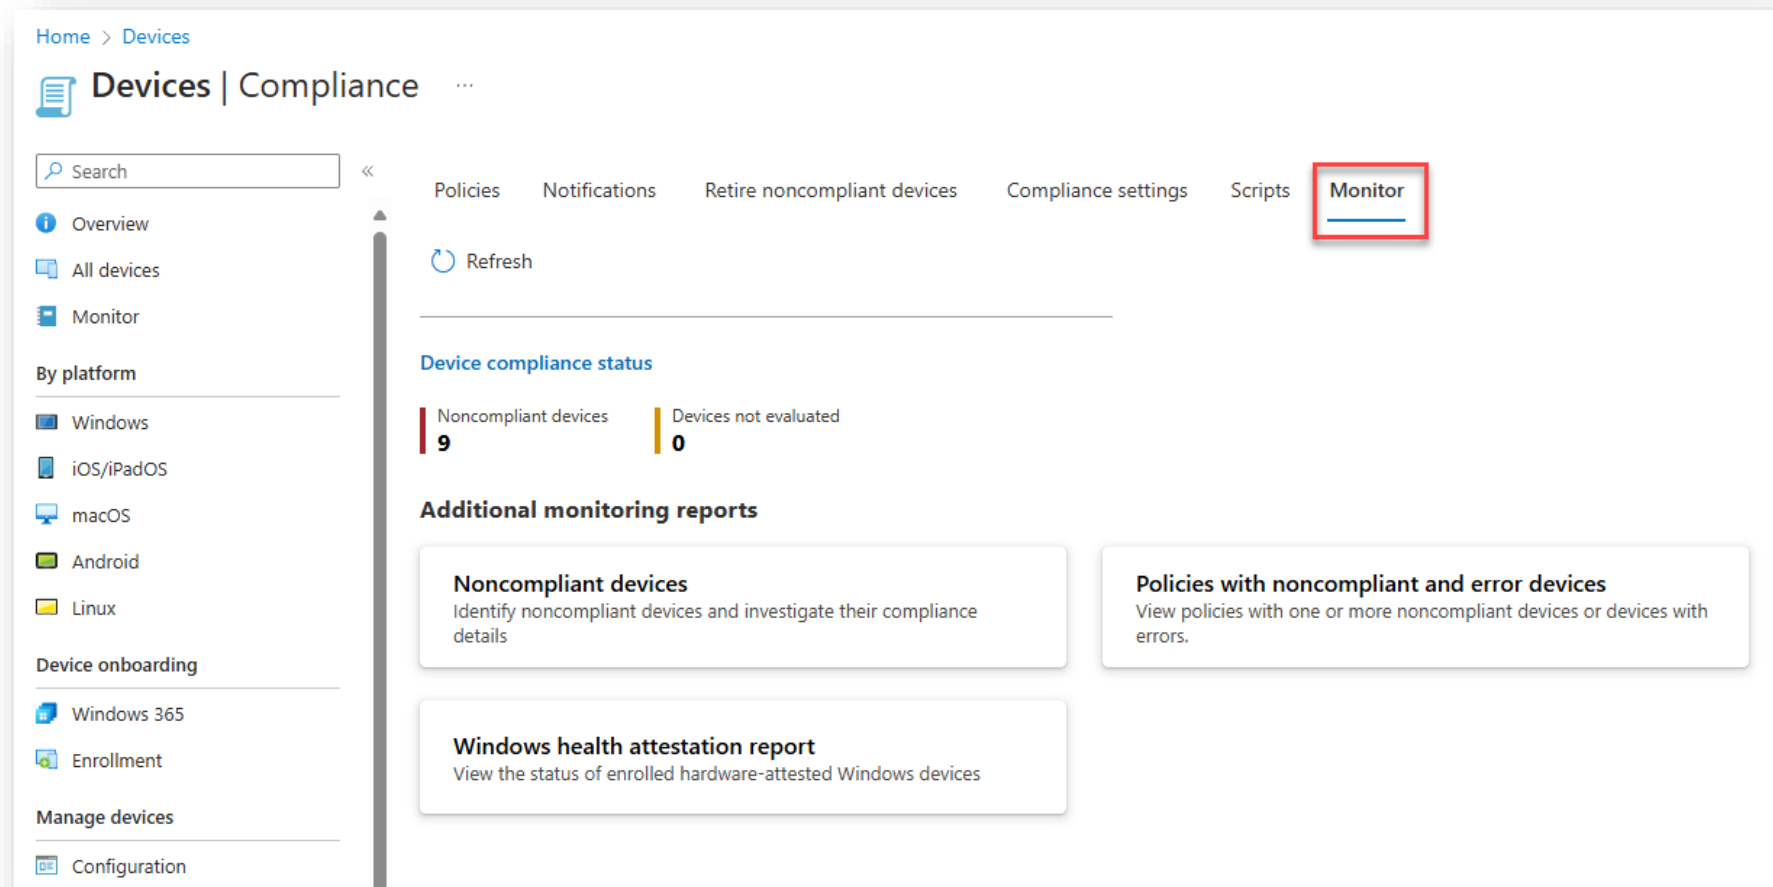 Home > Devices
Devices | Compliance ...
Search «
Overview
All devices
Monitor
By platform
Windows
iOS/iPadOS
macOS
Android
Linux
Device onboarding
Windows 365
Enrollment
Manage devices
Configuration
Policies Notifications Retire noncompliant devices Compliance settings Scripts Monitor
Refresh
Device compliance status
Noncompliant devices
9
Devices not evaluated
0
Additional monitoring reports
Noncompliant devices
Identify noncompliant devices and investigate their compliance
details
Policies with noncompliant and error devices
View policies with one or more noncompliant devices or devices with
errors.
Windows health attestation report
View the status of enrolled hardware-attested Windows devices